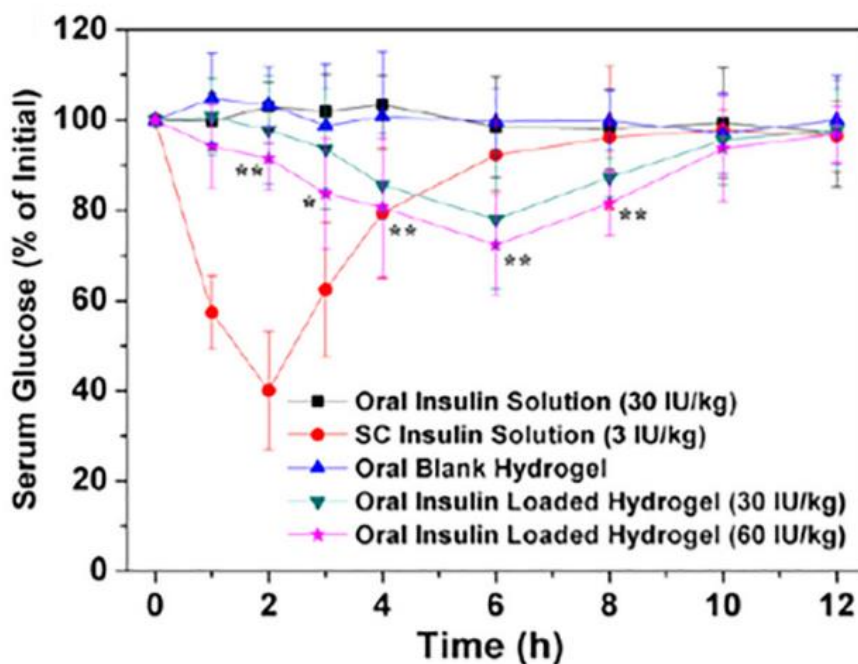 120
100
80
60
40
20
0
Serum Glucose (% of Initial)
**
*
**
**
**
Oral Insulin Solution (30 IU/kg)
SC Insulin Solution (3 IU/kg)
Oral Blank Hydrogel
Oral Insulin Loaded Hydrogel (30 IU/kg)
Oral Insulin Loaded Hydrogel (60 IU/kg)
0 2 4 6 8 10 12
Time (h)